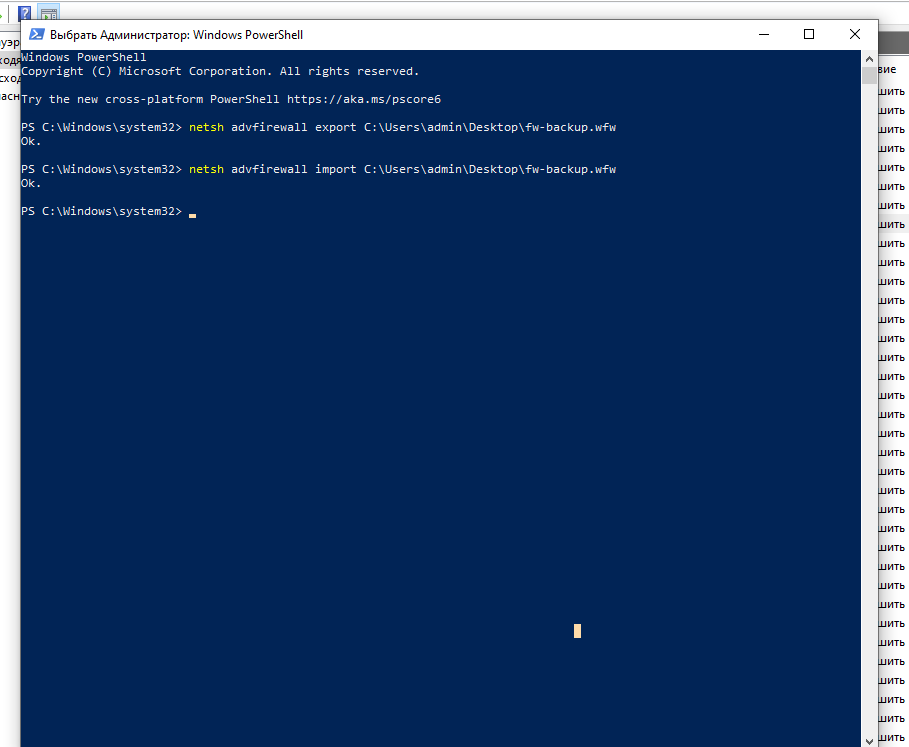 Выбрать Администратор: Windows PowerShell
Windows PowerShell
Copyright (C) Microsoft Corporation. All rights reserved.
Try the new cross-platform PowerShell https://aka.ms/pscore6
PS C:\Windows\system32> netsh advfirewall export C:\Users\admin\Desktop\fw-backup.wfw
Ok.
PS C:\Windows\system32> netsh advfirewall import C:\Users\admin\Desktop\fw-backup.wfw
Ok.
PS C:\Windows\system32>